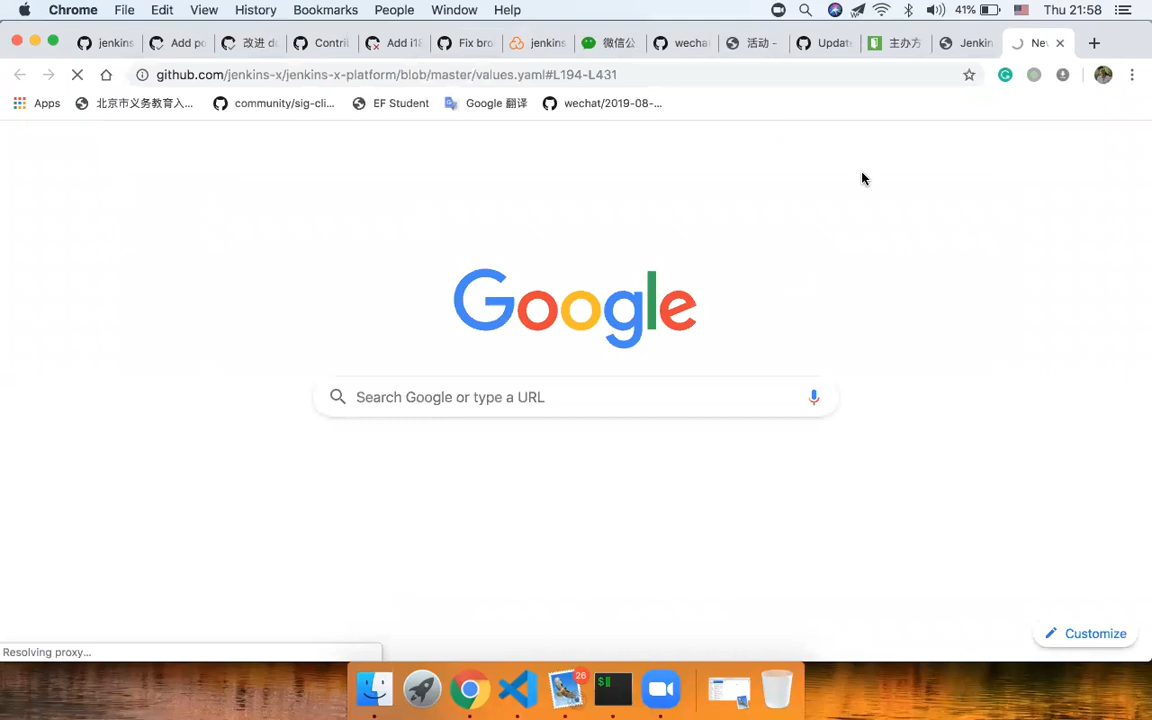 Chrome File Edit View History Bookmarks People Window Help 41% Thu 21:58
jenkins Add po 改进 d Contri Add i18 Fix bro jenkins 微信公 wecha 活动 - Update 主办方 Jenkin Nev
github.com/jenkins-x/jenkins-x-platform/blob/master/values.yaml#L194-L431
Apps 北京市义务教育入... community/sig-cli... EF Student Google 翻译 wechat/2019-08-...
Google
Search Google or type a URL
Customize
Resolving proxy...
26
$